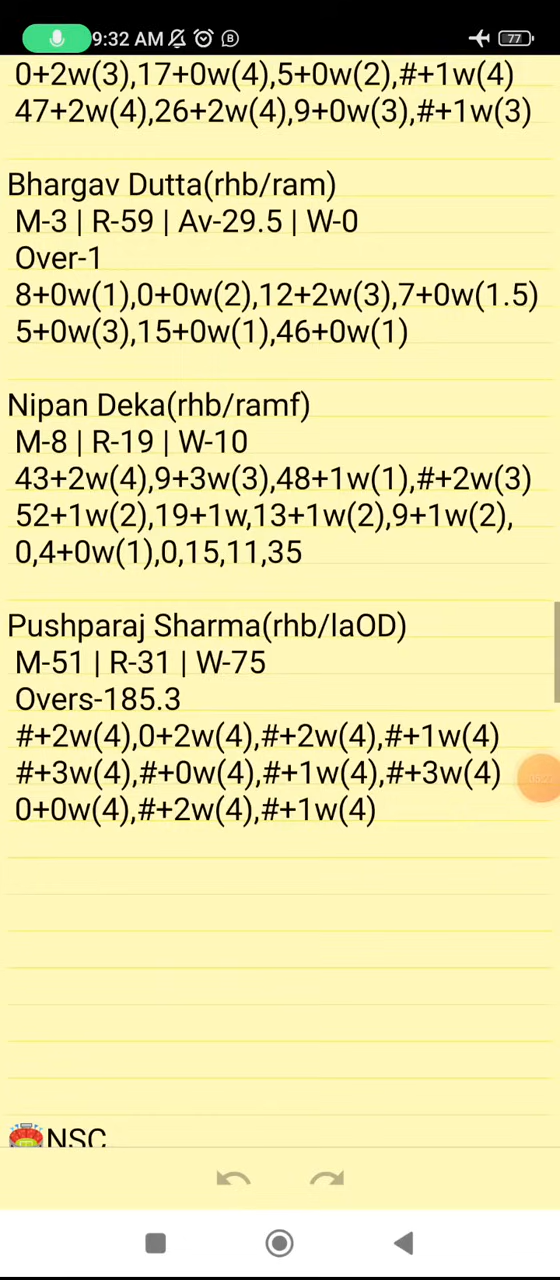 9:32 AM
77
0+2w(3),17+0w(4),5+0w(2),#+1w(4)
47+2w(4),26+2w(4),9+0w(3),#+1w(3)
Bhargav Dutta(rhb/ram)
M-3 | R-59 | Av-29.5 | W-0
Over-1
8+0w(1),0+0w(2),12+2w(3),7+0w(1.5)
5+0w(3),15+0w(1),46+0w(1)
Nipan Deka(rhb/ramf)
M-8 | R-19 | W-10
43+2w(4),9+3w(3),48+1w(1),#+2w(3)
52+1w(2),19+1w,13+1w(2),9+1w(2),
0,4+0w(1),0,15,11,35
Pushparaj Sharma(rhb/laOD)
M-51 | R-31 | W-75
Overs-185.3
#+2w(4),0+2w(4),#+2w(4),#+1w(4)
#+3w(4),#+0w(4),#+1w(4),#+3w(4)
0+0w(4),#+2w(4),#+1w(4)
NSC